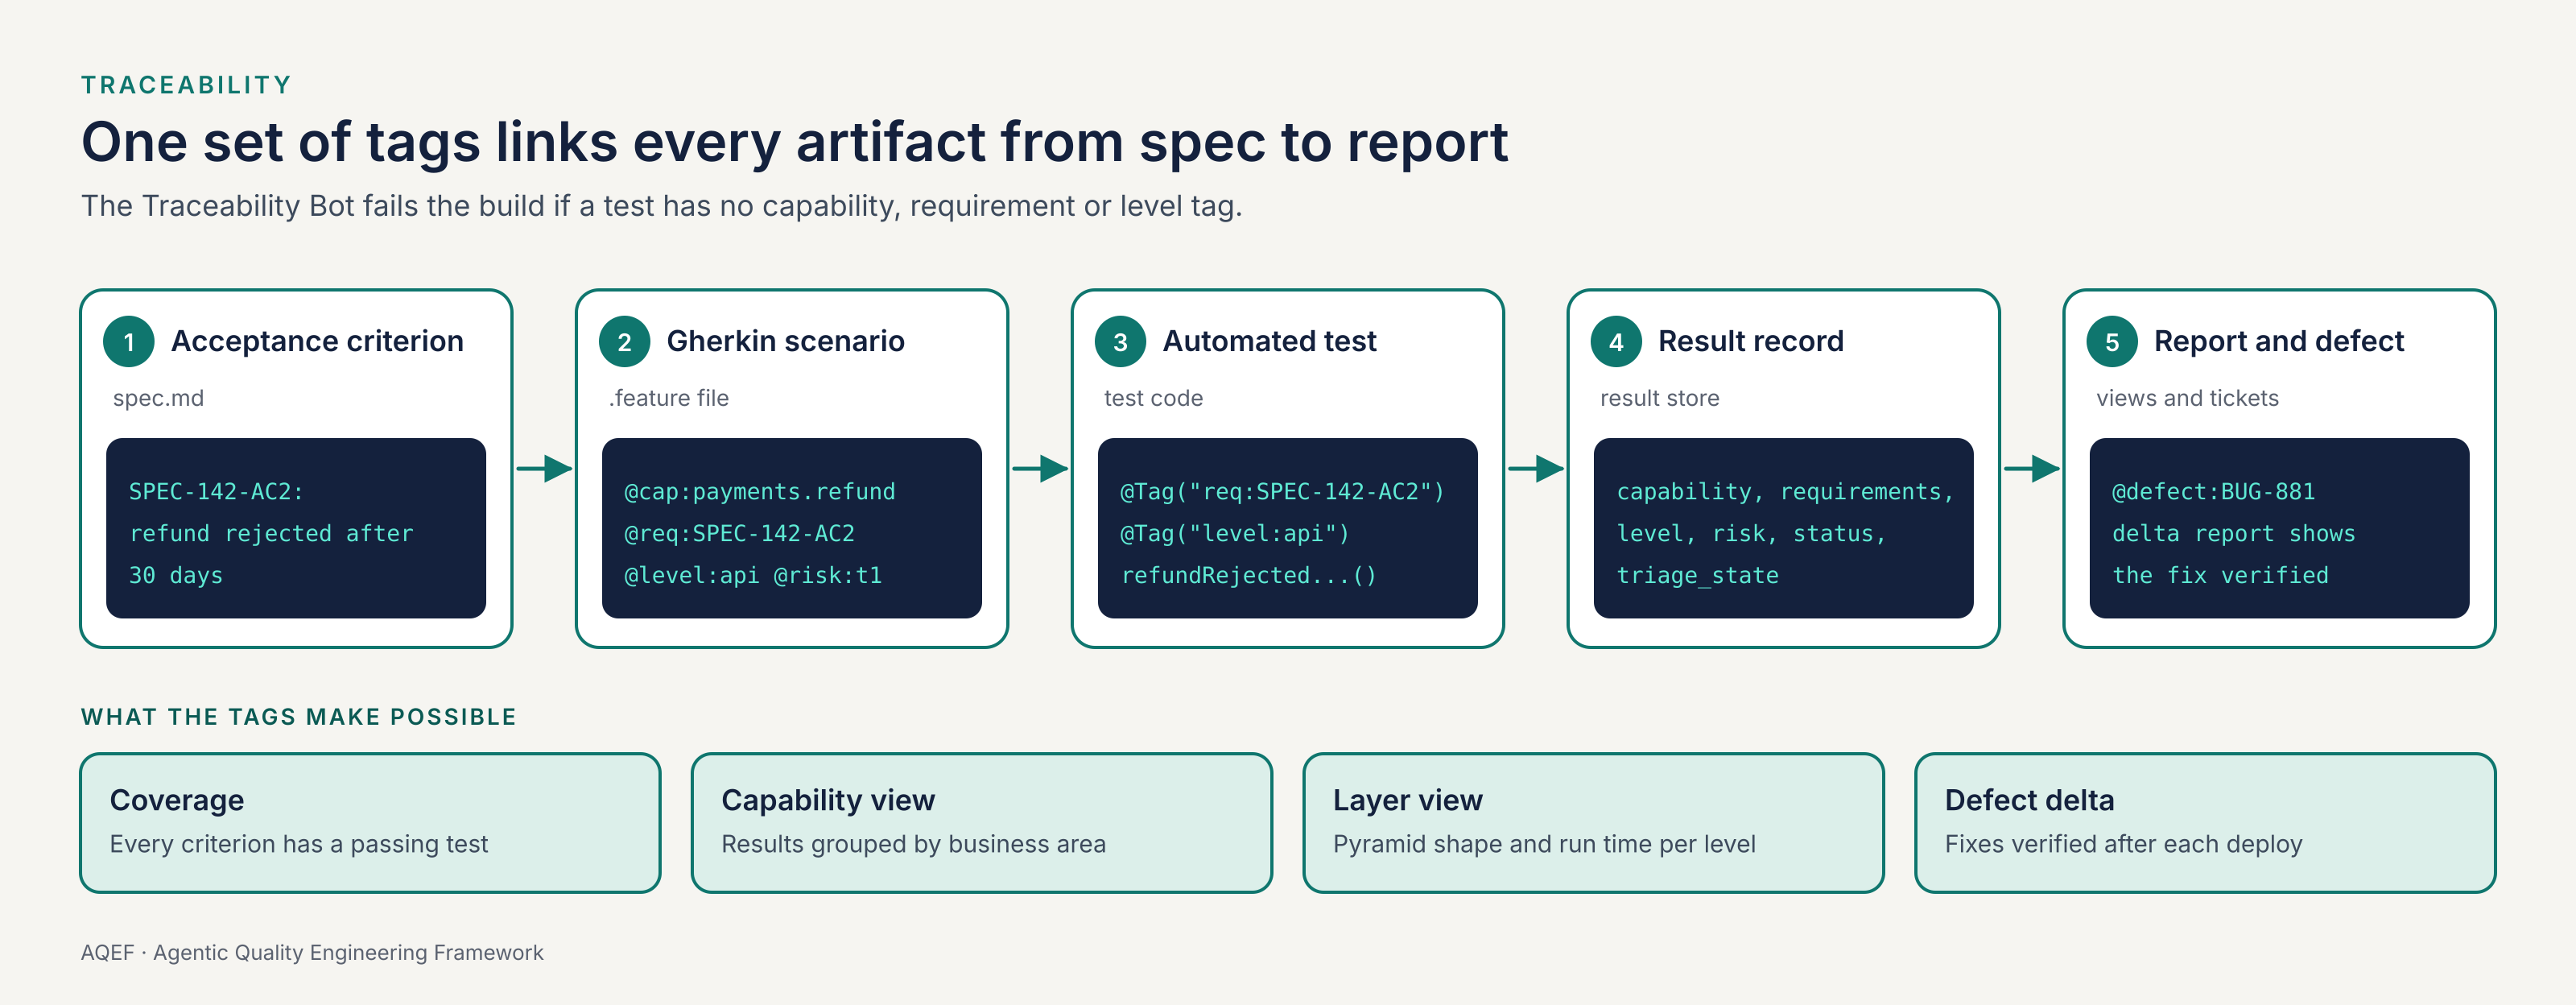 TRACEABILITY
One set of tags links every artifact from spec to report
The Traceability Bot fails the build if a test has no capability, requirement or level tag.
1 Acceptance criterion
spec.md
SPEC-142-AC2:
refund rejected after
30 days
2 Gherkin scenario
.feature file
@cap:payments.refund
@req:SPEC-142-AC2
@level:api @risk:t1
3 Automated test
test code
@Tag("req:SPEC-142-AC2")
@Tag("level:api")
refundRejected...()
4 Result record
result store
capability, requirements,
level, risk, status,
triage_state
5 Report and defect
views and tickets
@defect:BUG-881
delta report shows
the fix verified
WHAT THE TAGS MAKE POSSIBLE
Coverage
Every criterion has a passing test
Capability view
Results grouped by business area
Layer view
Pyramid shape and run time per level
Defect delta
Fixes verified after each deploy
AQEF · Agentic Quality Engineering Framework